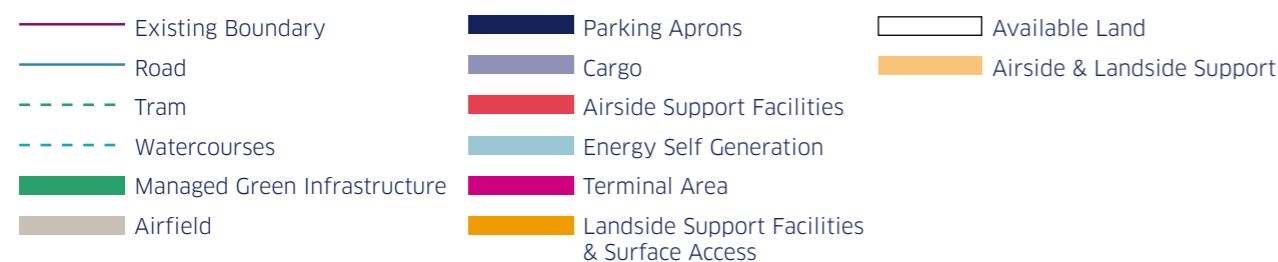 Existing Boundary
Road
Tram
Watercourses
Managed Green Infrastructure
Airfield
Parking Aprons
Cargo
Airside Support Facilities
Energy Self Generation
Terminal Area
Landside Support Facilities
& Surface Access
Available Land
Airside & Landside Support